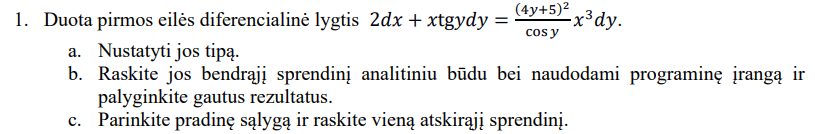 1. Duota pirmos eilės diferencialinė lygtis 2dx + xtgydy = (4y+5)²/cos y x³dy.
a. Nustatyti jos tipą.
b. Raskite jos bendrąjį sprendinį analitiniu būdu bei naudodami programinę įrangą ir
palyginkite gautus rezultatus.
c. Parinkite pradinę sąlygą ir raskite vieną atskirąjį sprendinį.